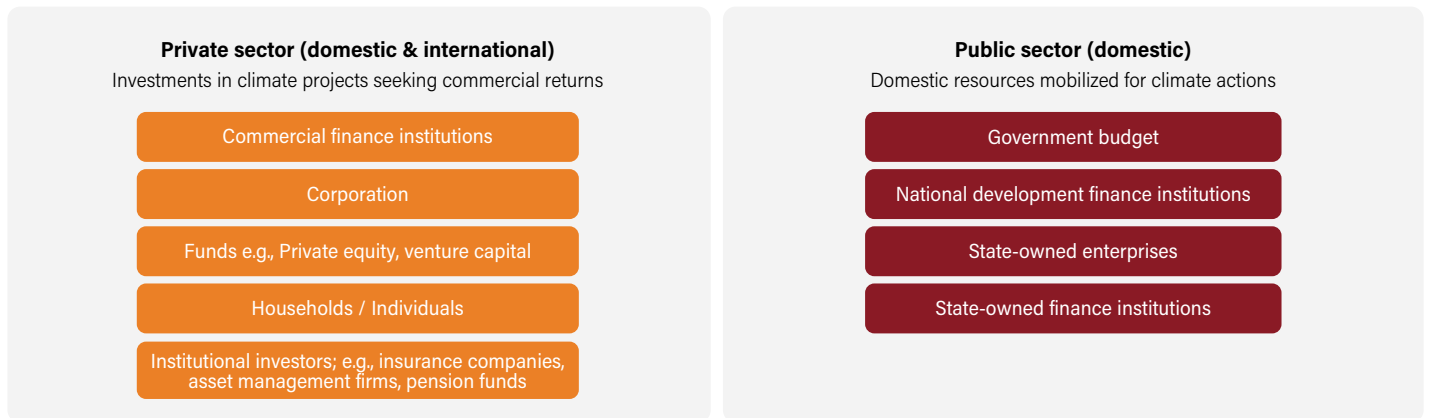 Private sector (domestic & international)
Investments in climate projects seeking commercial returns
Commercial finance institutions
Corporation
Funds e.g., Private equity, venture capital
Households / Individuals
Institutional investors; e.g., insurance companies,
asset management firms, pension funds
Public sector (domestic)
Domestic resources mobilized for climate actions
Government budget
National development finance institutions
State-owned enterprises
State-owned finance institutions